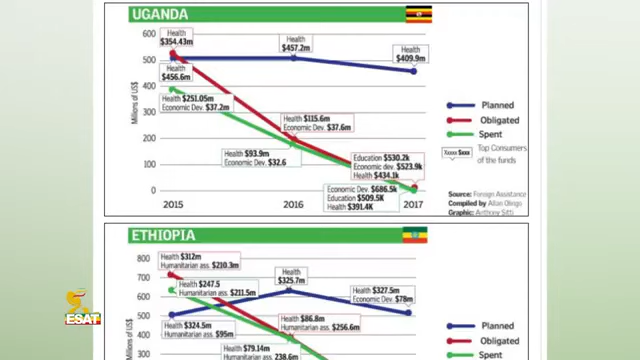 UGANDA
Health
$354.43m
Health
$457.2m
Health
$409.9m
Health
$456.6m
Health $251.05m
Economic Dev. $37.2m
Health $115.6m
Economic Dev. $37.6m
Health $93.9m
Economic Dev. $32.6
Education $530.2k
Economic dev. $523.9k
Health $434.1k
Economic Dev. $686.5k
Education $509.5K
Health $391.4K
Millions of US$
600
500
400
300
200
100
0
2015
2016
2017
Planned
Obligated
Spent
Xxxxx $xxx
Top Consumers
of the funds
Source: Foreign Assistance
Compiled by Allan Olingo
Graphic: Anthony Sitti
ETHIOPIA
Health $312m
Humanitarian ass. $210.3m
Health $247.5
Humanitarian ass. $211.5m
Health
$325.7m
Health $327.5m
Economic Dev. $78m
Health $324.5m
Humanitarian ass. $95m
Health $86.8m
Humanitarian ass. $256.6m
Health $79.14m
Humanitarian ass. 238.6m
of US$
800
700
600
500
400
300
Planned
Obligated
Spent
ESAT